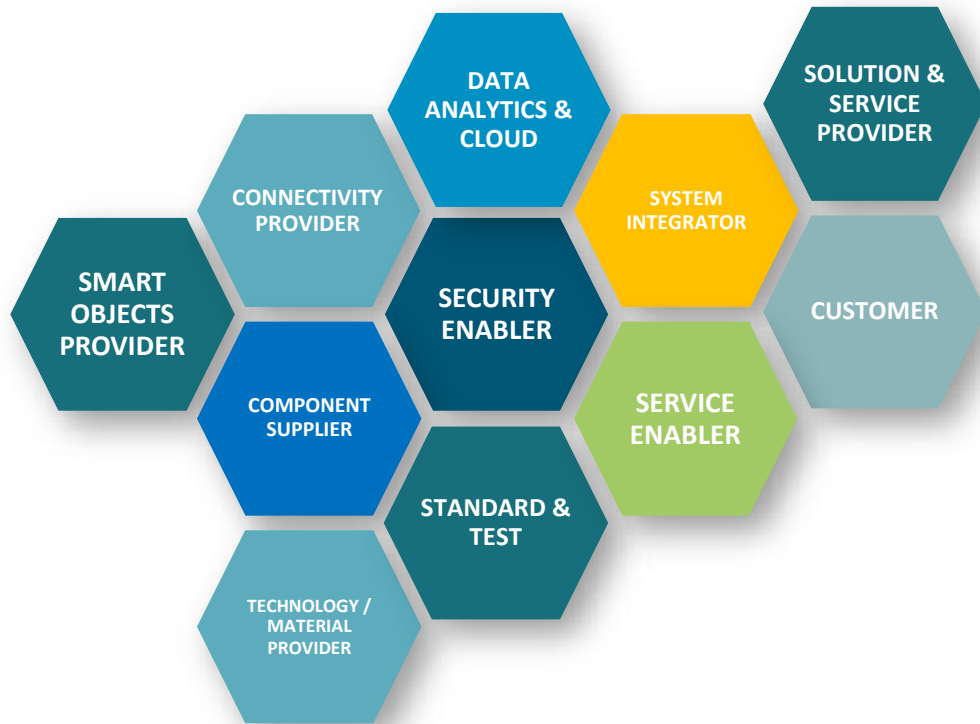 DATA
ANALYTICS &
CLOUD
SOLUTION &
SERVICE
PROVIDER
CONNECTIVITY
PROVIDER
SYSTEM
INTEGRATOR
SMART
OBJECTS
PROVIDER
SECURITY
ENABLER
CUSTOMER
COMPONENT
SUPPLIER
SERVICE
ENABLER
STANDARD &
TEST
TECHNOLOGY /
MATERIAL
PROVIDER